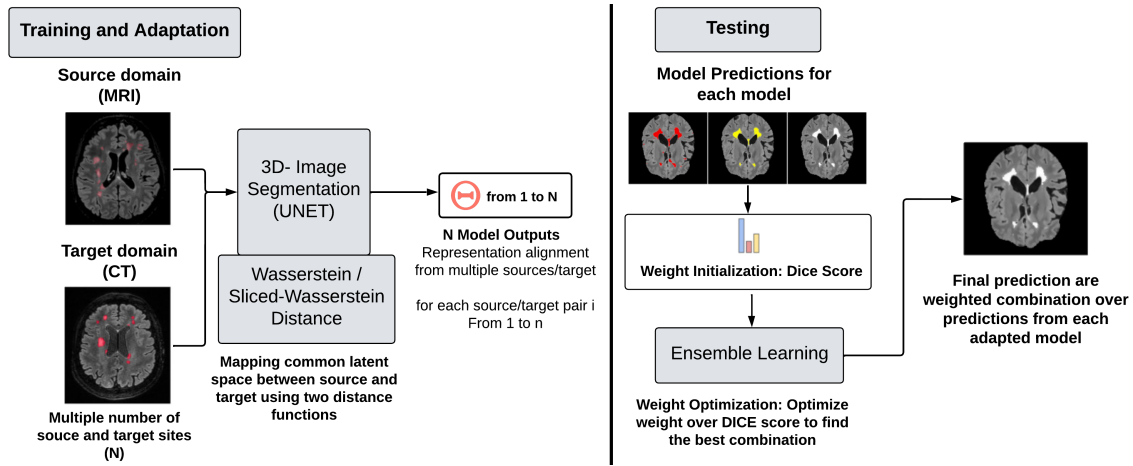 Training and Adaptation
Source domain
(MRI)
Target domain
(CT)
Multiple number of
souce and target sites
(N)
3D- Image
Segmentation
(UNET)
Wasserstein /
Sliced-Wasserstein
Distance
Mapping common latent
space between source and
target using two distance
functions
from 1 to N
N Model Outputs
Representation alignment
from multiple sources/target
for each source/target pair i
From 1 to n
Testing
Model Predictions for
each model
Weight Initialization: Dice Score
Ensemble Learning
Weight Optimization: Optimize
weight over DICE score to find
the best combination
Final prediction are
weighted combination over
predictions from each
adapted model